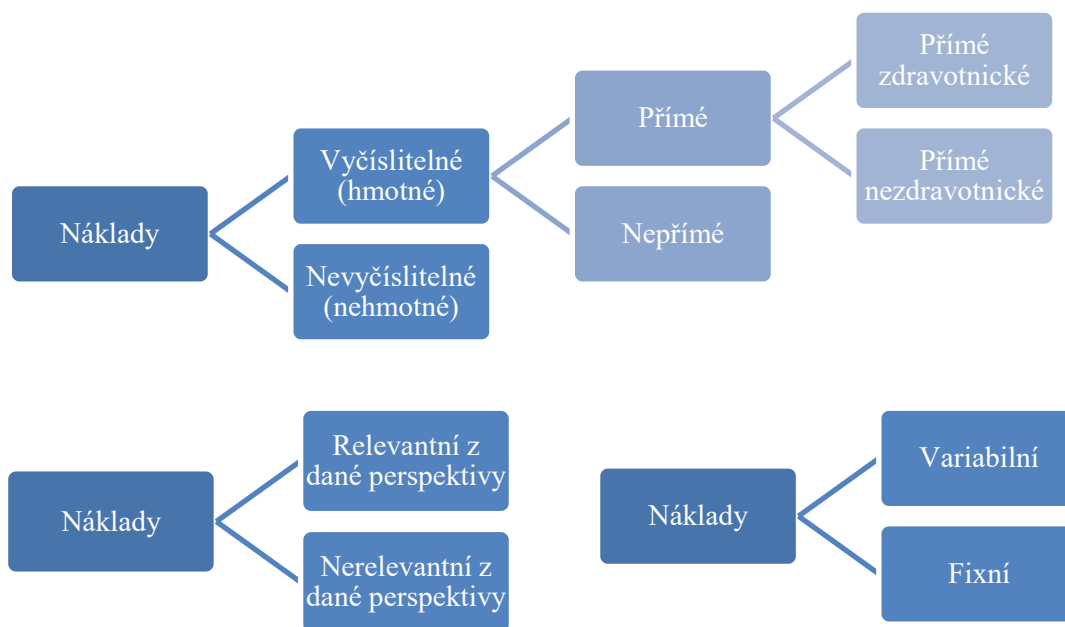 Náklady
Vyčíslitelné
(hmotné)
Nevyčíslitelné
(nehmotné)
Přímé
Nepřímé
Přímé
zdravotnické
Přímé
nezdravotnické
Náklady
Relevantní z
dané perspektivy
Nerelevantní z
dané perspektivy
Náklady
Variabilní
Fixní